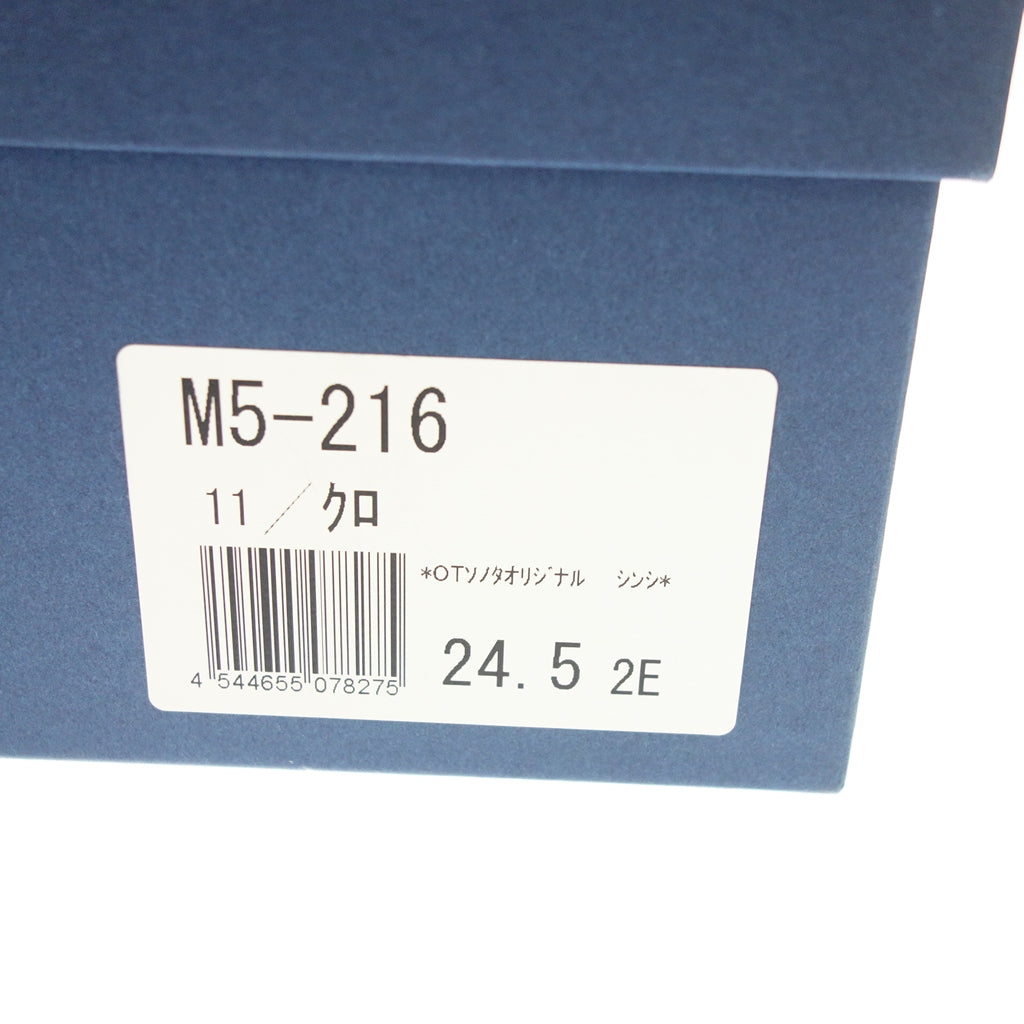 M5-216
11／ｸﾛ
*OTｿﾉﾀｵﾘｼﾞﾅﾙ ｼﾝｼ*
24.5 2E
4 544655 078275